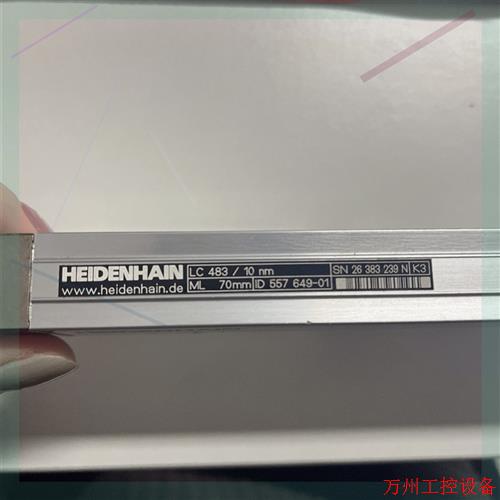 HEIDENHAIN LC 483 / 10 nm SN 26 383 239 N K3
www.heidenhain.de ML 70mm ID 557 649-01
万州工控设备